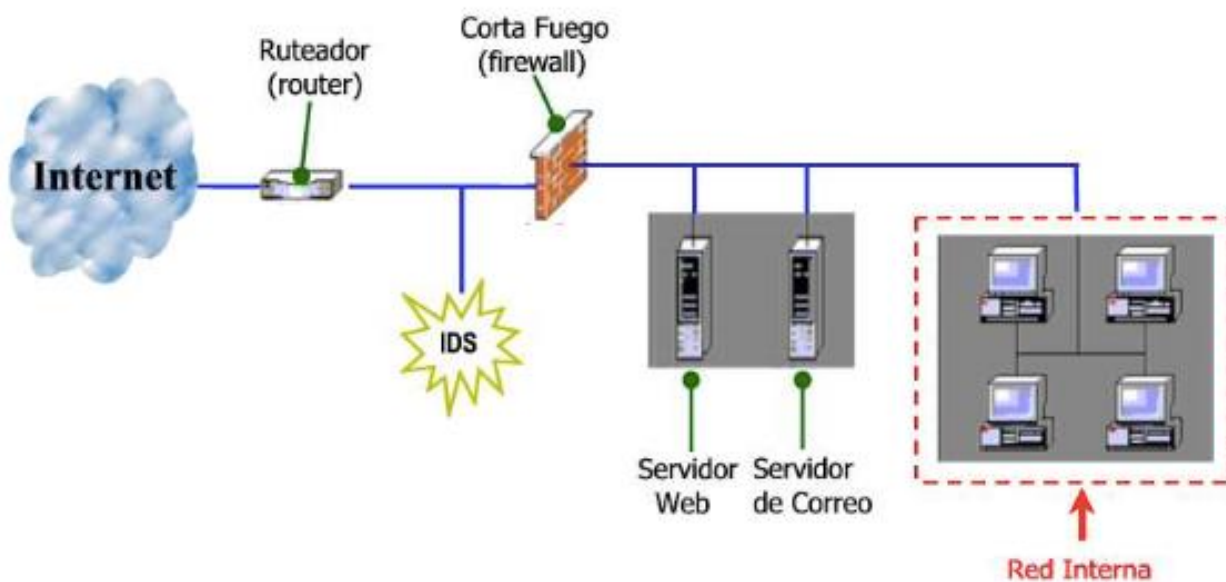 Corta Fuego
(firewall)
Ruteador
(router)
Internet
IDS
Servidor
Web
Servidor
de Correo
Red Interna